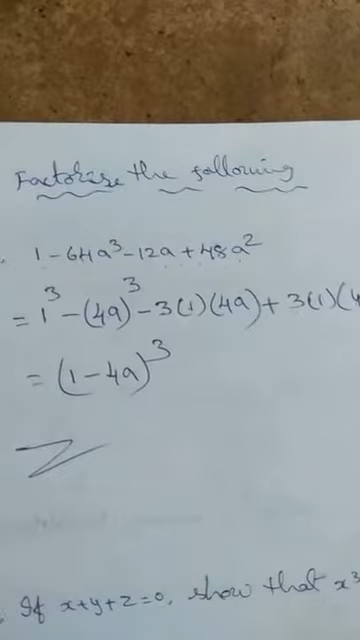 Factorise the following
1 - 64a³ - 12a + 48a²
= 1³ - (4a)³ - 3(1)(4a) + 3(1)(4
= (1 - 4a)³
If x+y+z=0, show that x³